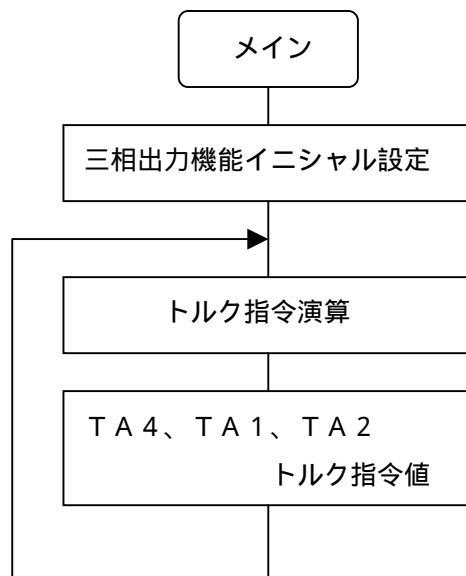 メイン
三相出力機能イニシャル設定
トルク指令演算
ＴＡ４、ＴＡ１、ＴＡ２
トルク指令値